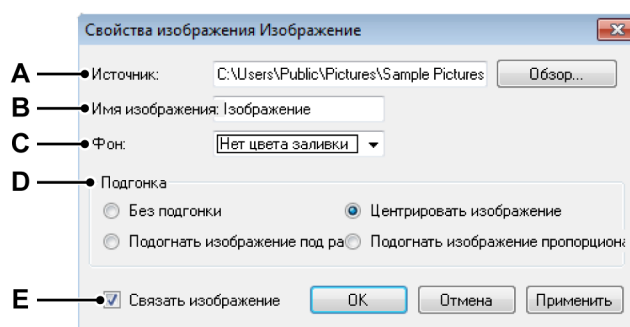 Свойства изображения Изображение
A Источник: C:\Users\Public\Pictures\Sample Pictures Обзор...
B Имя изображения: Ізображение
C Фон: Нет цвета заливки
D Подгонка
Без подгонки Центрировать изображение
Подогнать изображение под ра Подогнать изображение пропорциона
E Связать изображение OK Отмена Применить